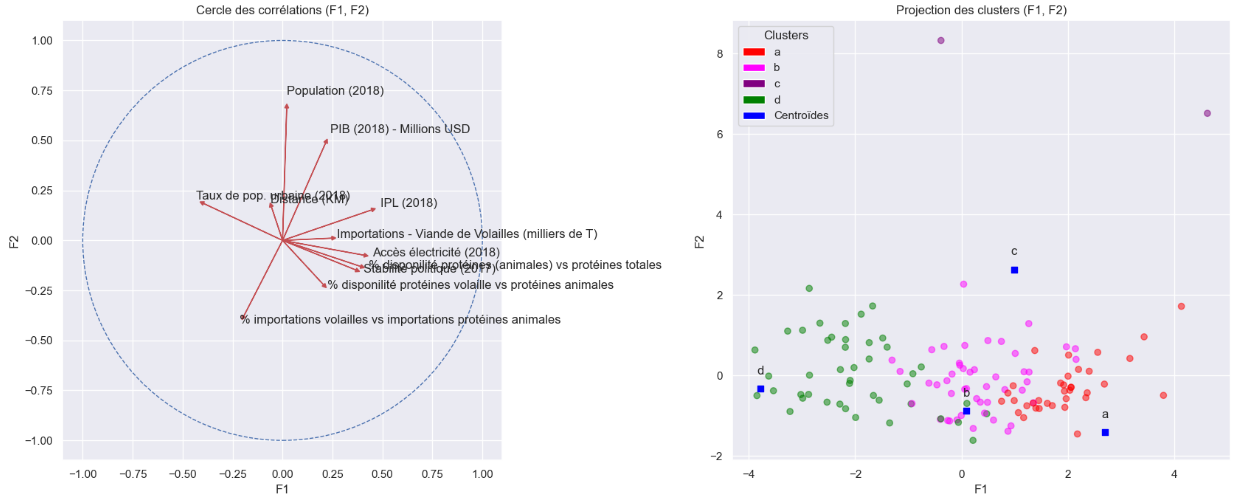 Cercle des corrélations (F1, F2)
1.00
0.75
0.50
0.25
0.00
−0.25
−0.50
−0.75
−1.00
F2
Population (2018)
PIB (2018) - Millions USD
Taux de pop. urbaine (2018)
Distance (KM)
IPL (2018)
Importations - Viande de Volailles (milliers de T)
Accès électricité (2018)
% disponilité protéines (animales) vs protéines totales
Stabilité politique (2017)
% disponilité protéines volaille vs protéines animales
% importations volailles vs importations protéines animales
−1.00 −0.75 −0.50 −0.25 0.00 0.25 0.50 0.75 1.00
F1
Projection des clusters (F1, F2)
Clusters
a
b
c
d
Centroïdes
8
6
4
2
0
−2
F2
c
d
b
a
−4 −2 0 2 4
F1